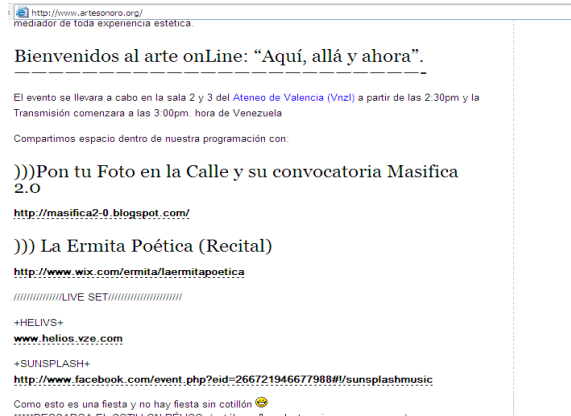 http://www.artesonoro.org/
mediador de toda experiencia estética.
Bienvenidos al arte onLine: “Aquí, allá y ahora”.
————————————————————————-
El evento se llevara a cabo en la sala 2 y 3 del Ateneo de Valencia (Vnzl) a partir de las 2:30pm y la
Transmisión comenzara a las 3:00pm. hora de Venezuela
Compartimos espacio dentro de nuestra programación con:
)))Pon tu Foto en la Calle y su convocatoria Masifica
2.0
http://masifica2-0.blogspot.com/
))) La Ermita Poética (Recital)
http://www.wix.com/ermita/laermitapoetica
///////////////LIVE SET///////////////////////
+HELIVS+
www.helios.vze.com
+SUNSPLASH+
http://www.facebook.com/event.php?eid=266721946677988#!/sunsplashmusic
Como esto es una fiesta y no hay fiesta sin cotillón